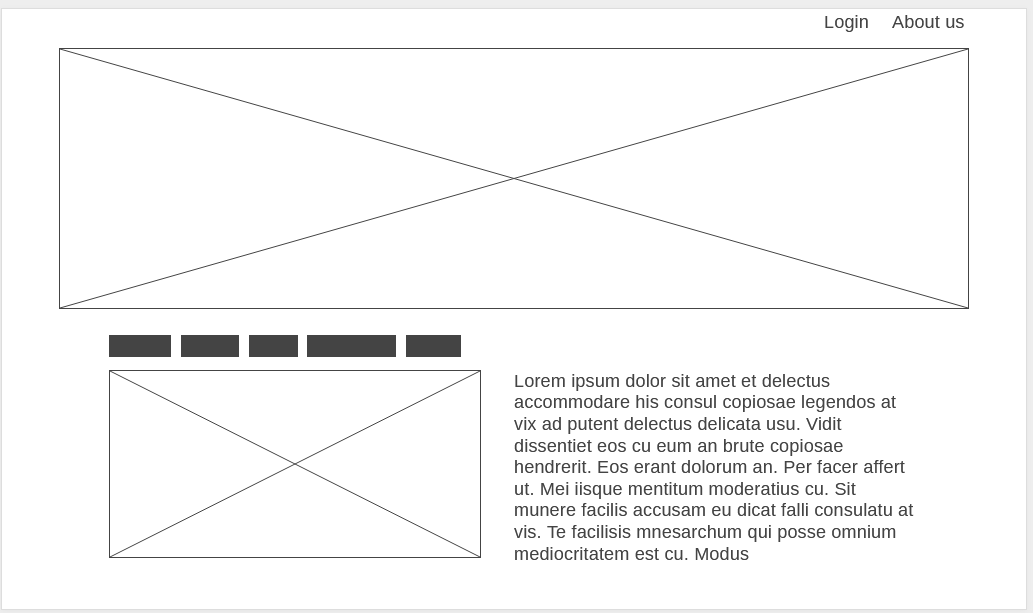 Login About us
Lorem ipsum dolor sit amet et delectus
accommodare his consul copiosae legendos at
vix ad putent delectus delicata usu. Vidit
dissentiet eos cu eum an brute copiosae
hendrerit. Eos erant dolorum an. Per facer affert
ut. Mei iisque mentitum moderatius cu. Sit
munere facilis accusam eu dicat falli consulatu at
vis. Te facilisis mnesarchum qui posse omnium
mediocritatem est cu. Modus